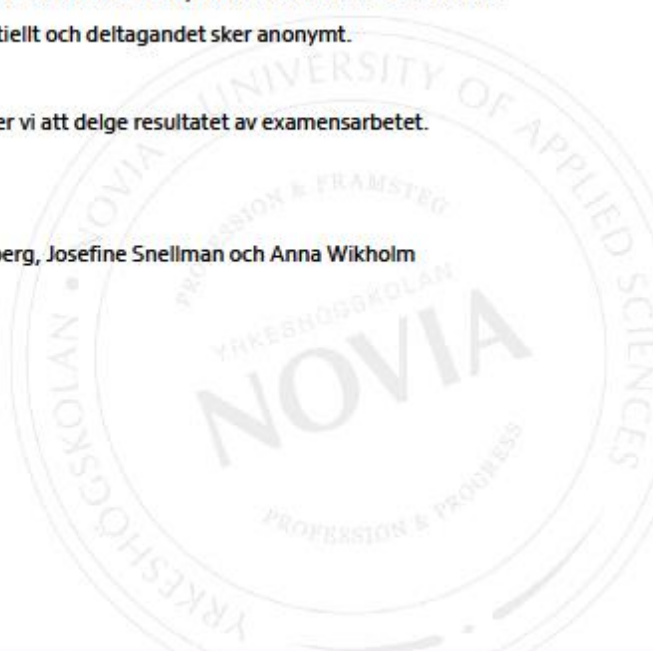 tiellt och deltagandet sker anonymt.
er vi att delge resultatet av examensarbetet.
berg, Josefine Snellman och Anna Wikholm
YRKESHÖGSKOLAN • NOVIA UNIVERSITY OF APPLIED SCIENCES
PROFESSION & FRAMSTEG
YRKESHÖGSKOLAN
NOVIA
PROFESSION & PROGRESS